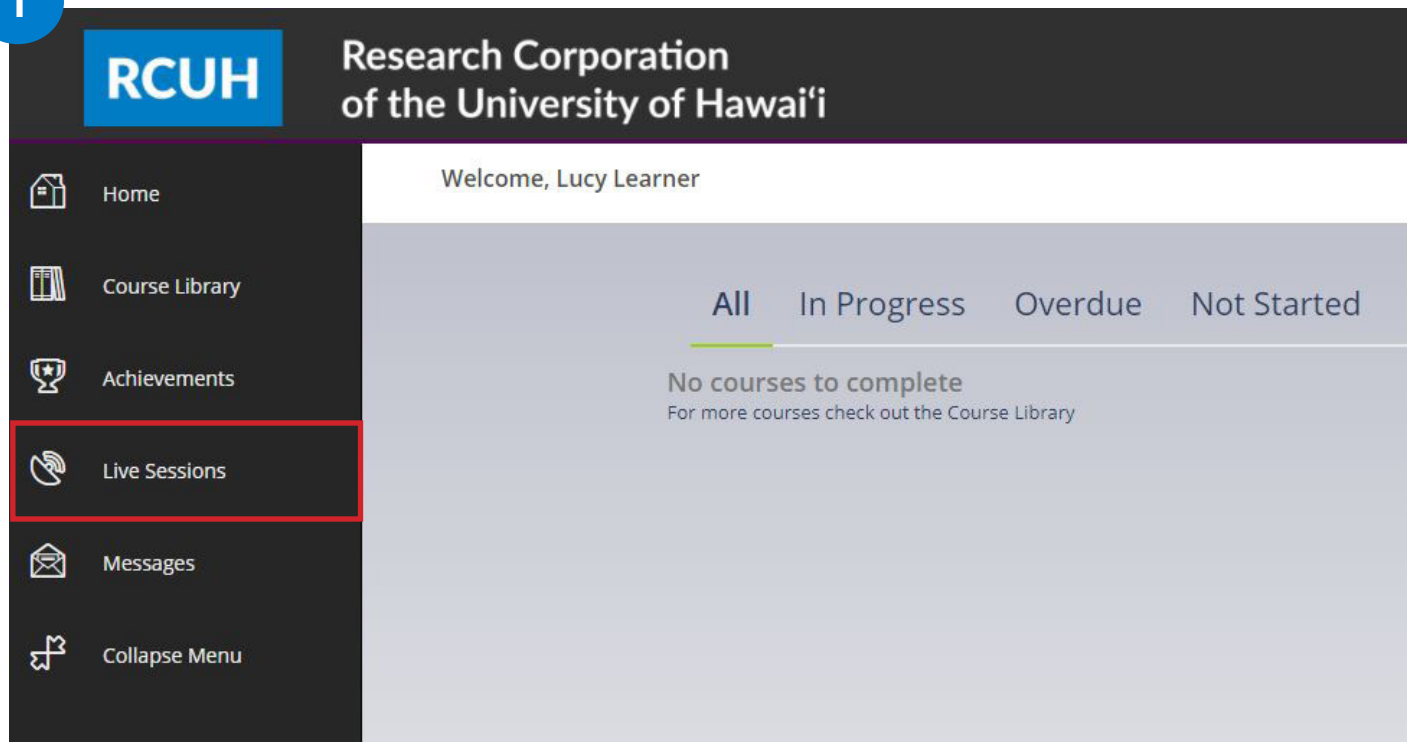 1
RCUH
Research Corporation
of the University of Hawaiʻi
Welcome, Lucy Learner
Home
Course Library
Achievements
Live Sessions
Messages
Collapse Menu
All In Progress Overdue Not Started
No courses to complete
For more courses check out the Course Library